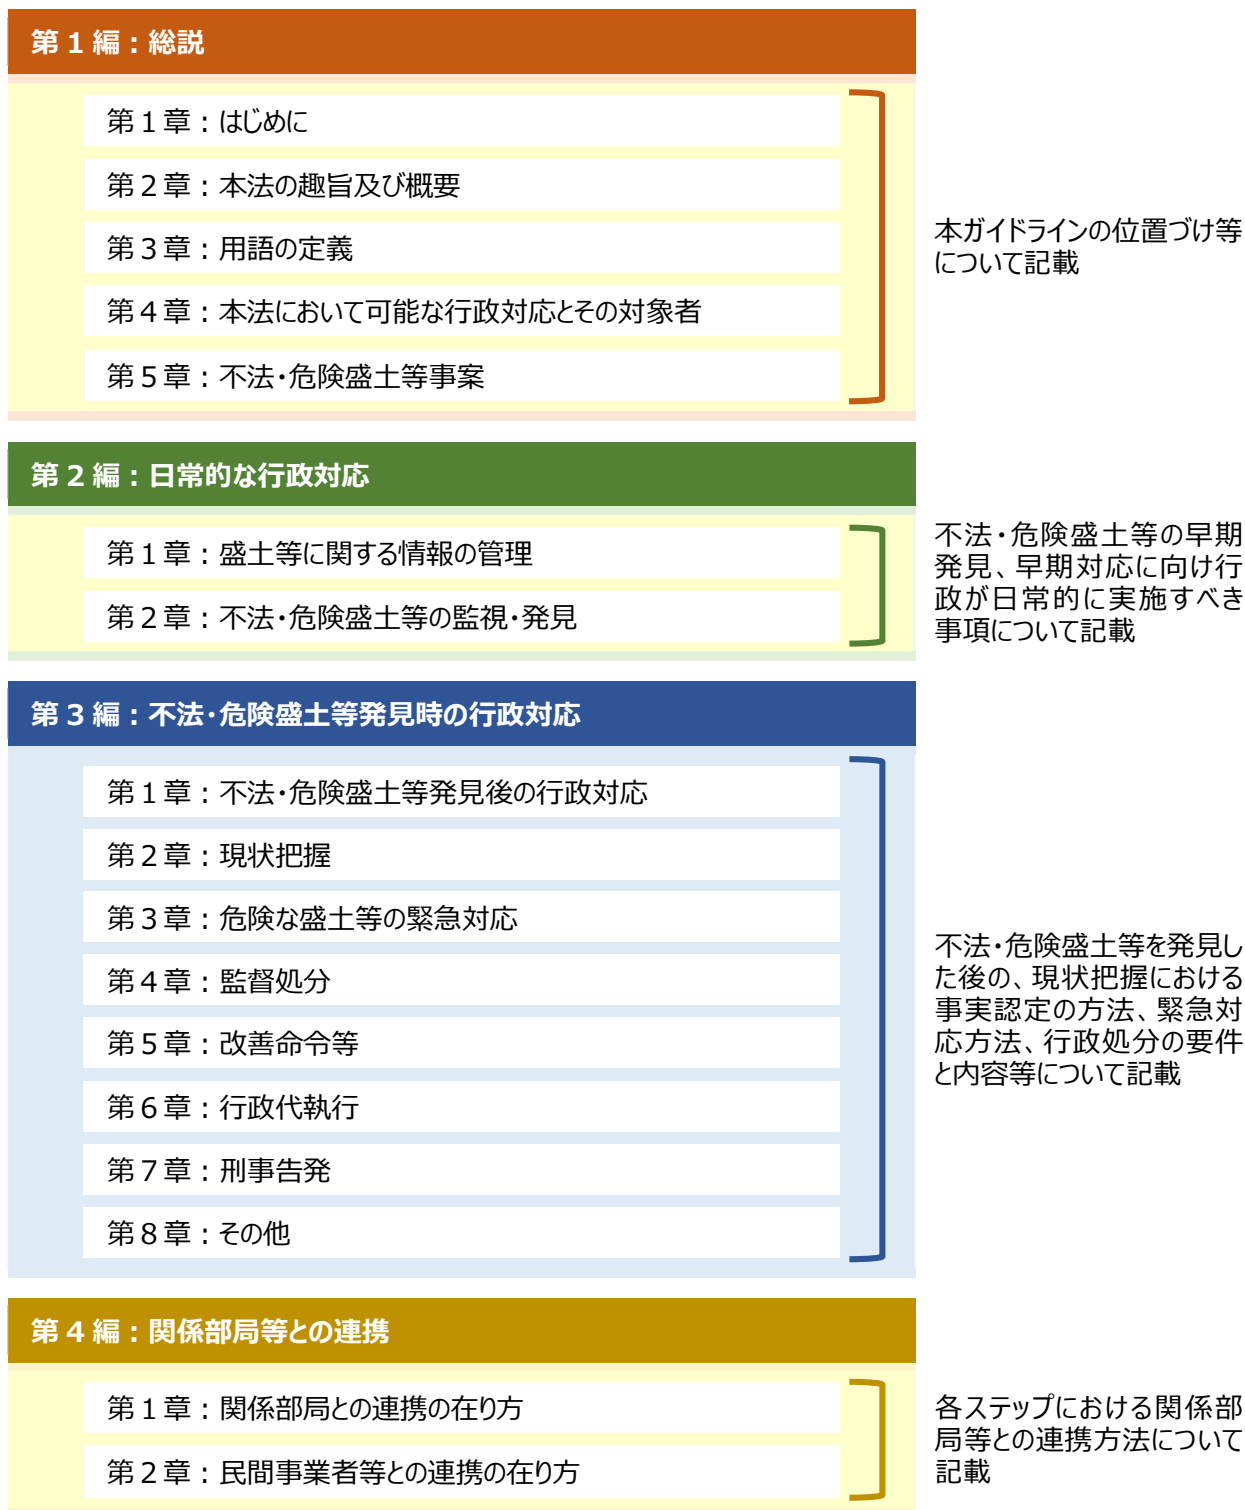 第1編：総説
第1章：はじめに
第2章：本法の趣旨及び概要
第3章：用語の定義
第4章：本法において可能な行政対応とその対象者
第5章：不法・危険盛土等事案
本ガイドラインの位置づけ等
について記載
第2編：日常的な行政対応
第1章：盛土等に関する情報の管理
第2章：不法・危険盛土等の監視・発見
不法・危険盛土等の早期
発見、早期対応に向け行
政が日常的に実施すべき
事項について記載
第3編：不法・危険盛土等発見時の行政対応
第1章：不法・危険盛土等発見後の行政対応
第2章：現状把握
第3章：危険な盛土等の緊急対応
第4章：監督処分
第5章：改善命令等
第6章：行政代執行
第7章：刑事告発
第8章：その他
不法・危険盛土等を発見し
た後の、現状把握における
事実認定の方法、緊急対
応方法、行政処分の要件
と内容等について記載
第4編：関係部局等との連携
第1章：関係部局との連携の在り方
第2章：民間事業者等との連携の在り方
各ステップにおける関係部
局等との連携方法について
記載